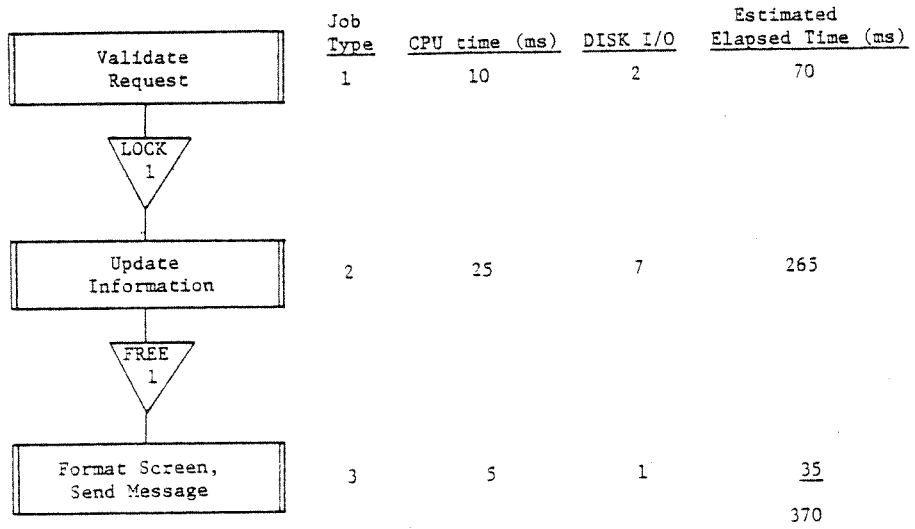 Job
Type CPU time (ms) DISK I/O Estimated
Elapsed Time (ms)
Validate
Request
1 10 2 70
LOCK
1
Update
Information
2 25 7 265
FREE
1
Format Screen,
Send Message
3 5 1 35
370